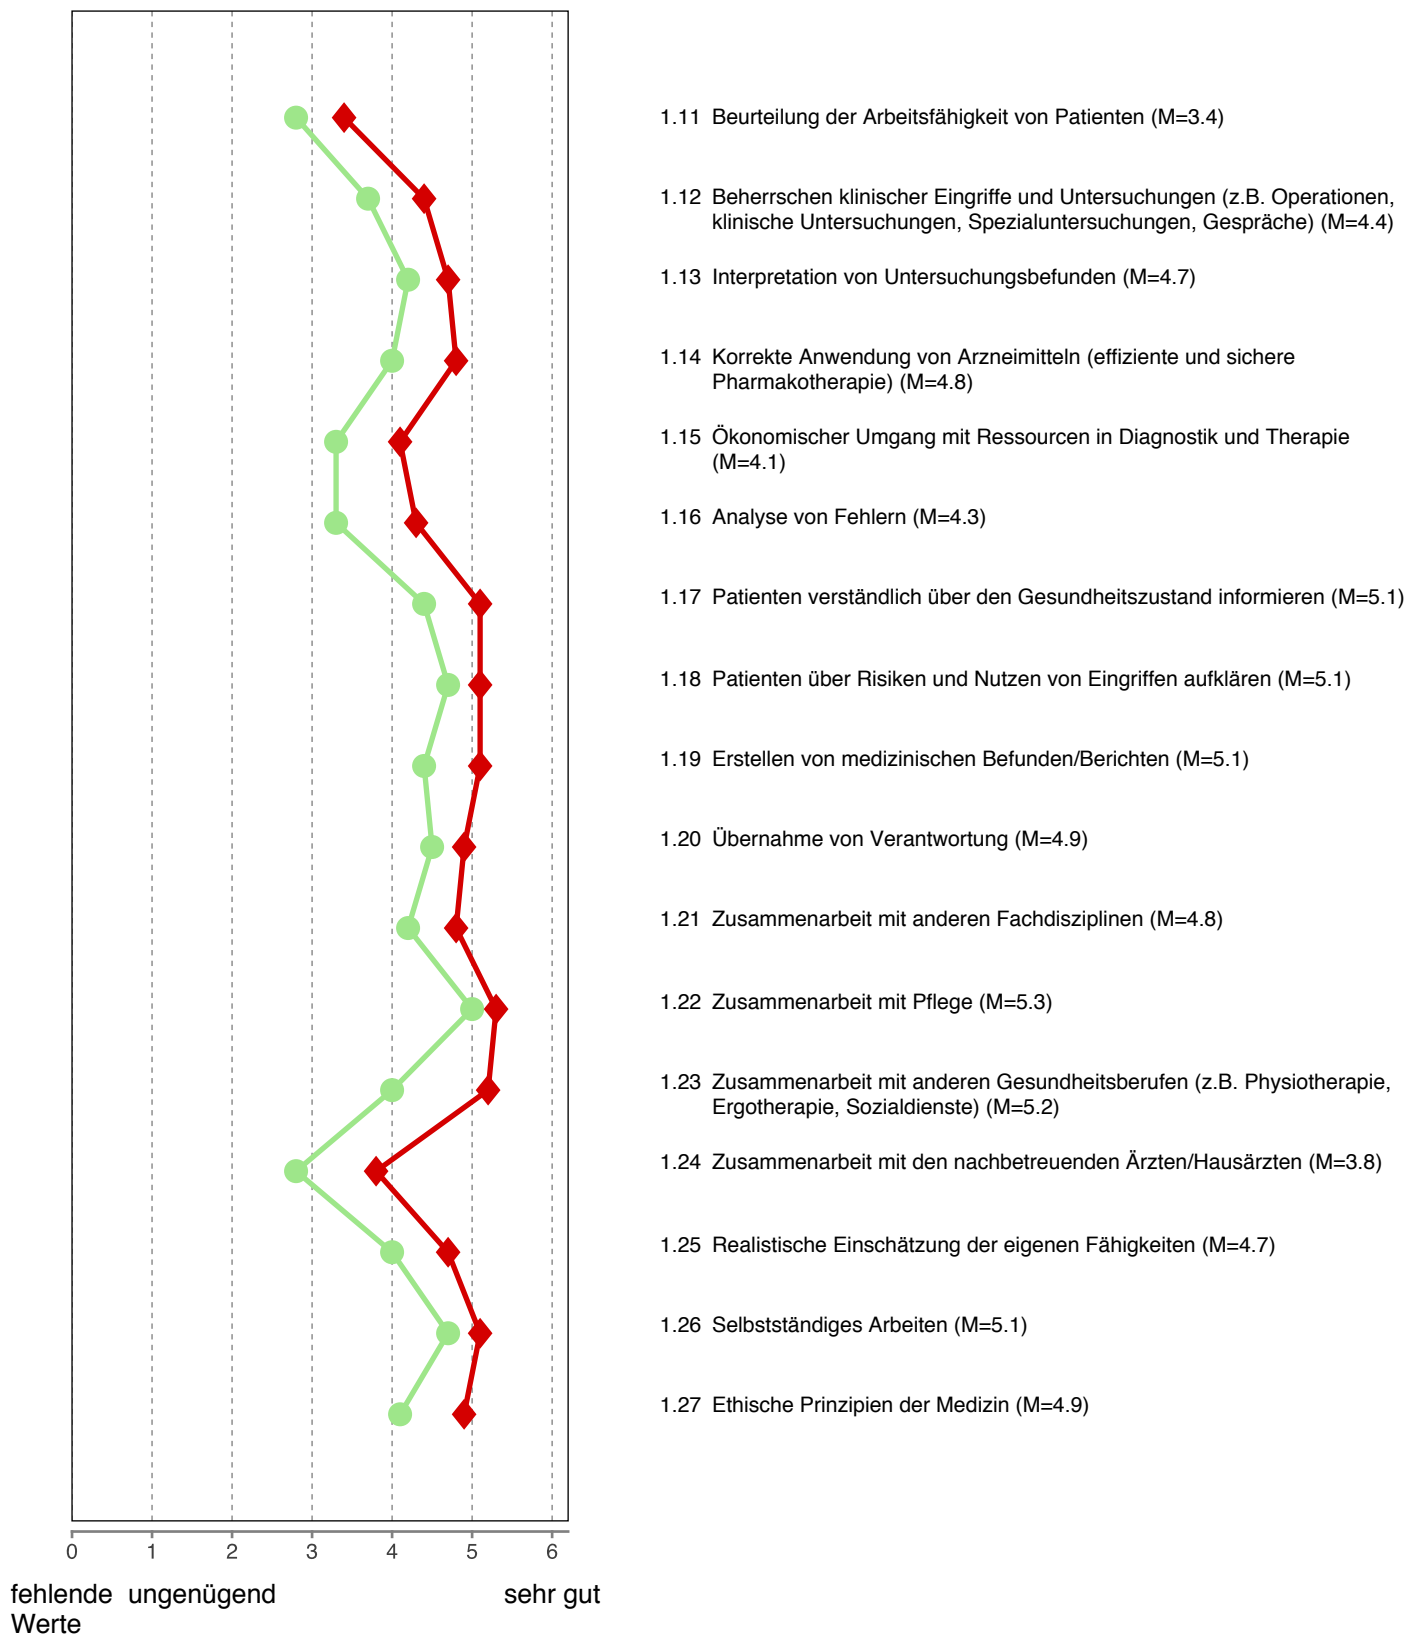 1.11 Beurteilung der Arbeitsfähigkeit von Patienten (M=3.4)
1.12 Beherrschen klinischer Eingriffe und Untersuchungen (z.B. Operationen,
klinische Untersuchungen, Spezialuntersuchungen, Gespräche) (M=4.4)
1.13 Interpretation von Untersuchungsbefunden (M=4.7)
1.14 Korrekte Anwendung von Arzneimitteln (effiziente und sichere
Pharmakotherapie) (M=4.8)
1.15 Ökonomischer Umgang mit Ressourcen in Diagnostik und Therapie
(M=4.1)
1.16 Analyse von Fehlern (M=4.3)
1.17 Patienten verständlich über den Gesundheitszustand informieren (M=5.1)
1.18 Patienten über Risiken und Nutzen von Eingriffen aufklären (M=5.1)
1.19 Erstellen von medizinischen Befunden/Berichten (M=5.1)
1.20 Übernahme von Verantwortung (M=4.9)
1.21 Zusammenarbeit mit anderen Fachdisziplinen (M=4.8)
1.22 Zusammenarbeit mit Pflege (M=5.3)
1.23 Zusammenarbeit mit anderen Gesundheitsberufen (z.B. Physiotherapie,
Ergotherapie, Sozialdienste) (M=5.2)
1.24 Zusammenarbeit mit den nachbetreuenden Ärzten/Hausärzten (M=3.8)
1.25 Realistische Einschätzung der eigenen Fähigkeiten (M=4.7)
1.26 Selbstständiges Arbeiten (M=5.1)
1.27 Ethische Prinzipien der Medizin (M=4.9)
0 1 2 3 4 5 6
fehlende ungenügend sehr gut
Werte